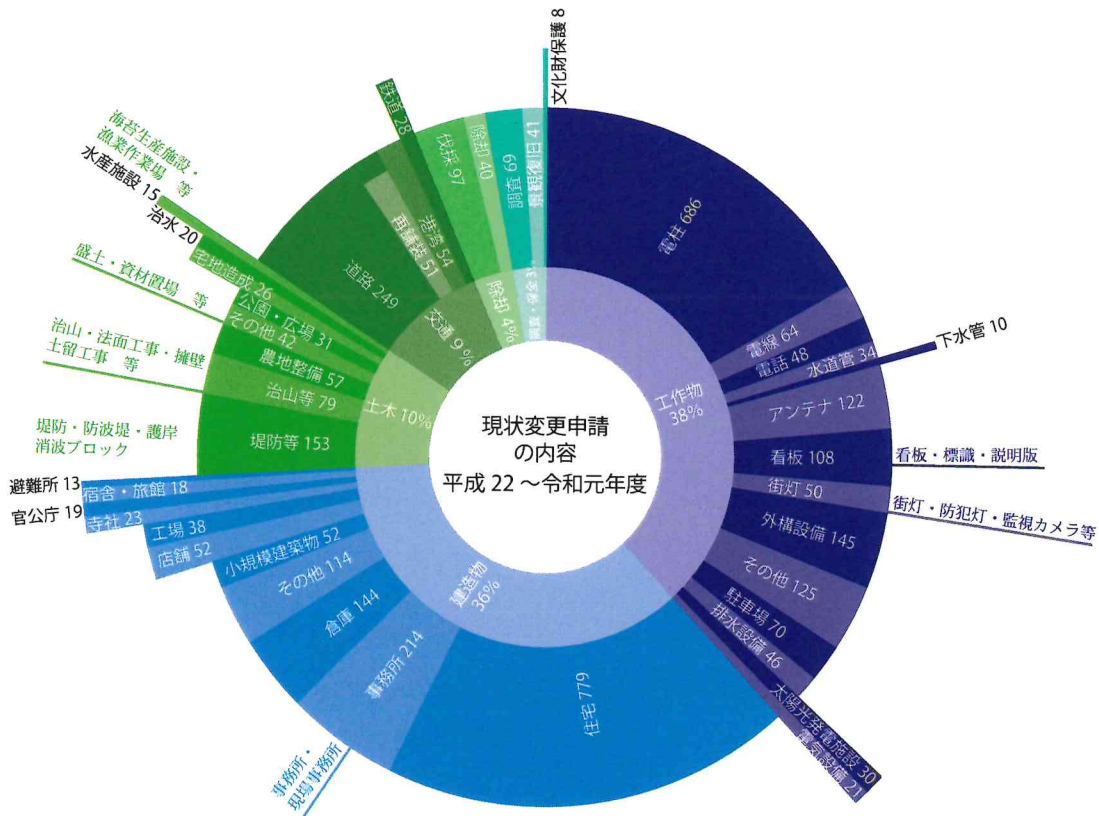 現状変更申請
の内容
平成 22 ～令和元年度
工作物
38%
電柱 686
電線 64
電話 48
水道管 34
下水管 10
アンテナ 122
看板 108
看板・標識・説明版
街灯 50
街灯・防犯灯・監視カメラ等
外構設備 145
その他 125
駐車場 70
排水設備 46
太陽光発電施設 30
電気設備 21
建造物
36%
住宅 779
事務所 214
事務所・
現場事務所
倉庫 144
その他 114
小規模建築物 52
店舗 52
工場 38
寺社 23
官公庁 19
宿舎・旅館 18
避難所 13
土木 10%
堤防等 153
堤防・防波堤・護岸
消波ブロック
治山等 79
治山・法面工事・擁壁
土留工事　等
農地整備 57
その他 42
盛土・資材置場　等
公園・広場 31
宅地造成 26
治水 20
水産施設 15
海苔生産施設・
漁業作業場　等
交通 9 %
道路 249
再舗装 51
港湾 54
鉄道 28
除却 4%
伐採 97
除却 40
調査・保全 3%
調査 69
景観復旧 41
文化財保護 8